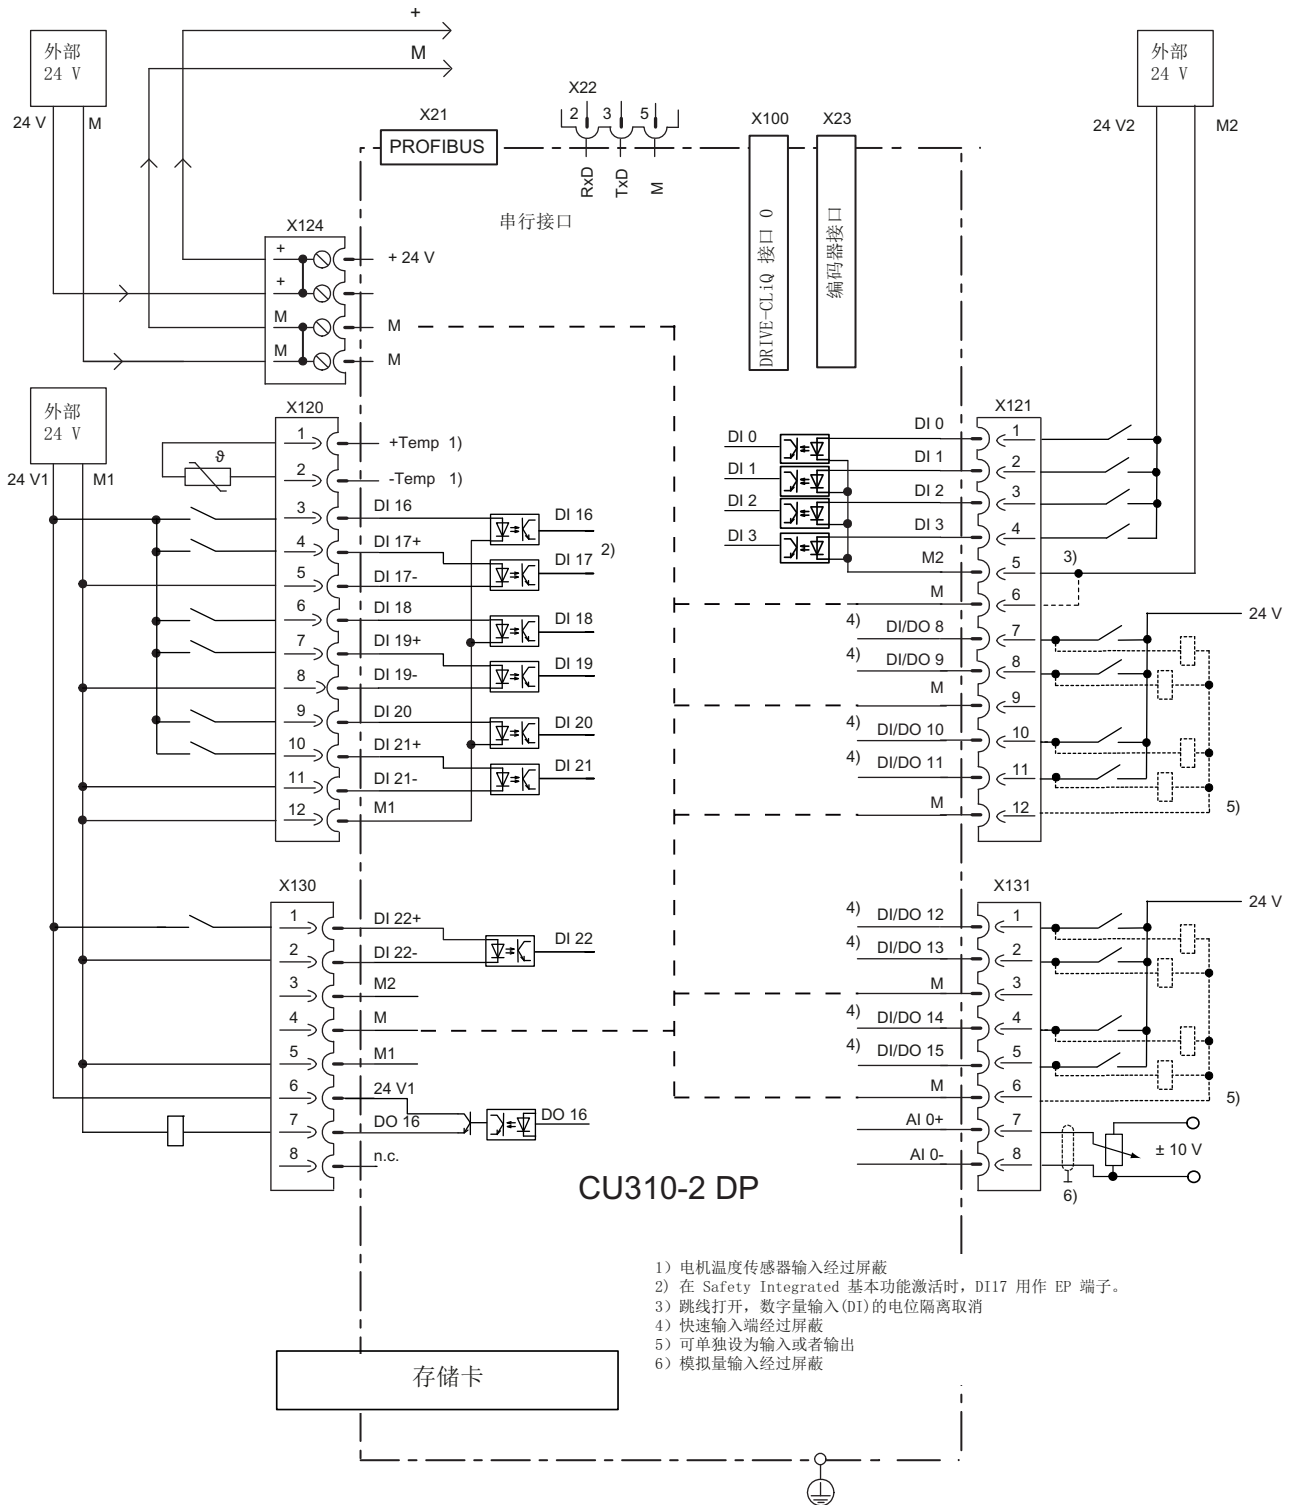 +
M
外部
24 V
24 V
M
X21
PROFIBUS
X22
2 3 5
RxD
TxD
M
串行接口
X100
DRIVE-CLiQ 接口 0
X23
编码器接口
外部
24 V
24 V2
M2
X124
+
+ 24 V
+
M
M
M
M
外部
24 V
24 V1
M1
X120
1
+Temp 1)
ϑ
2
-Temp 1)
3
DI 16
DI 16
4
DI 17+
DI 17
2)
5
DI 17-
6
DI 18
DI 18
7
DI 19+
DI 19
8
DI 19-
9
DI 20
DI 20
10
DI 21+
DI 21
11
DI 21-
12
M1
X121
DI 0
DI 0
1
DI 1
DI 1
2
DI 2
DI 2
3
DI 3
DI 3
4
M2
5
3)
M
6
24 V
4)
DI/DO 8
7
4)
DI/DO 9
8
M
9
4)
DI/DO 10
10
4)
DI/DO 11
11
M
12
5)
X130
1
DI 22+
DI 22
2
DI 22-
3
M2
4
M
5
M1
6
24 V1
7
DO 16
DO 16
8
n.c.
X131
24 V
4)
DI/DO 12
1
4)
DI/DO 13
2
M
3
4)
DI/DO 14
4
4)
DI/DO 15
5
M
6
5)
AI 0+
7
± 10 V
AI 0-
8
6)
CU310-2 DP
1) 电机温度传感器输入经过屏蔽
2) 在 Safety Integrated 基本功能激活时, DI17 用作 EP 端子。
3) 跳线打开, 数字量输入(DI)的电位隔离取消
4) 快速输入端经过屏蔽
5) 可单独设为输入或者输出
6) 模拟量输入经过屏蔽
存储卡